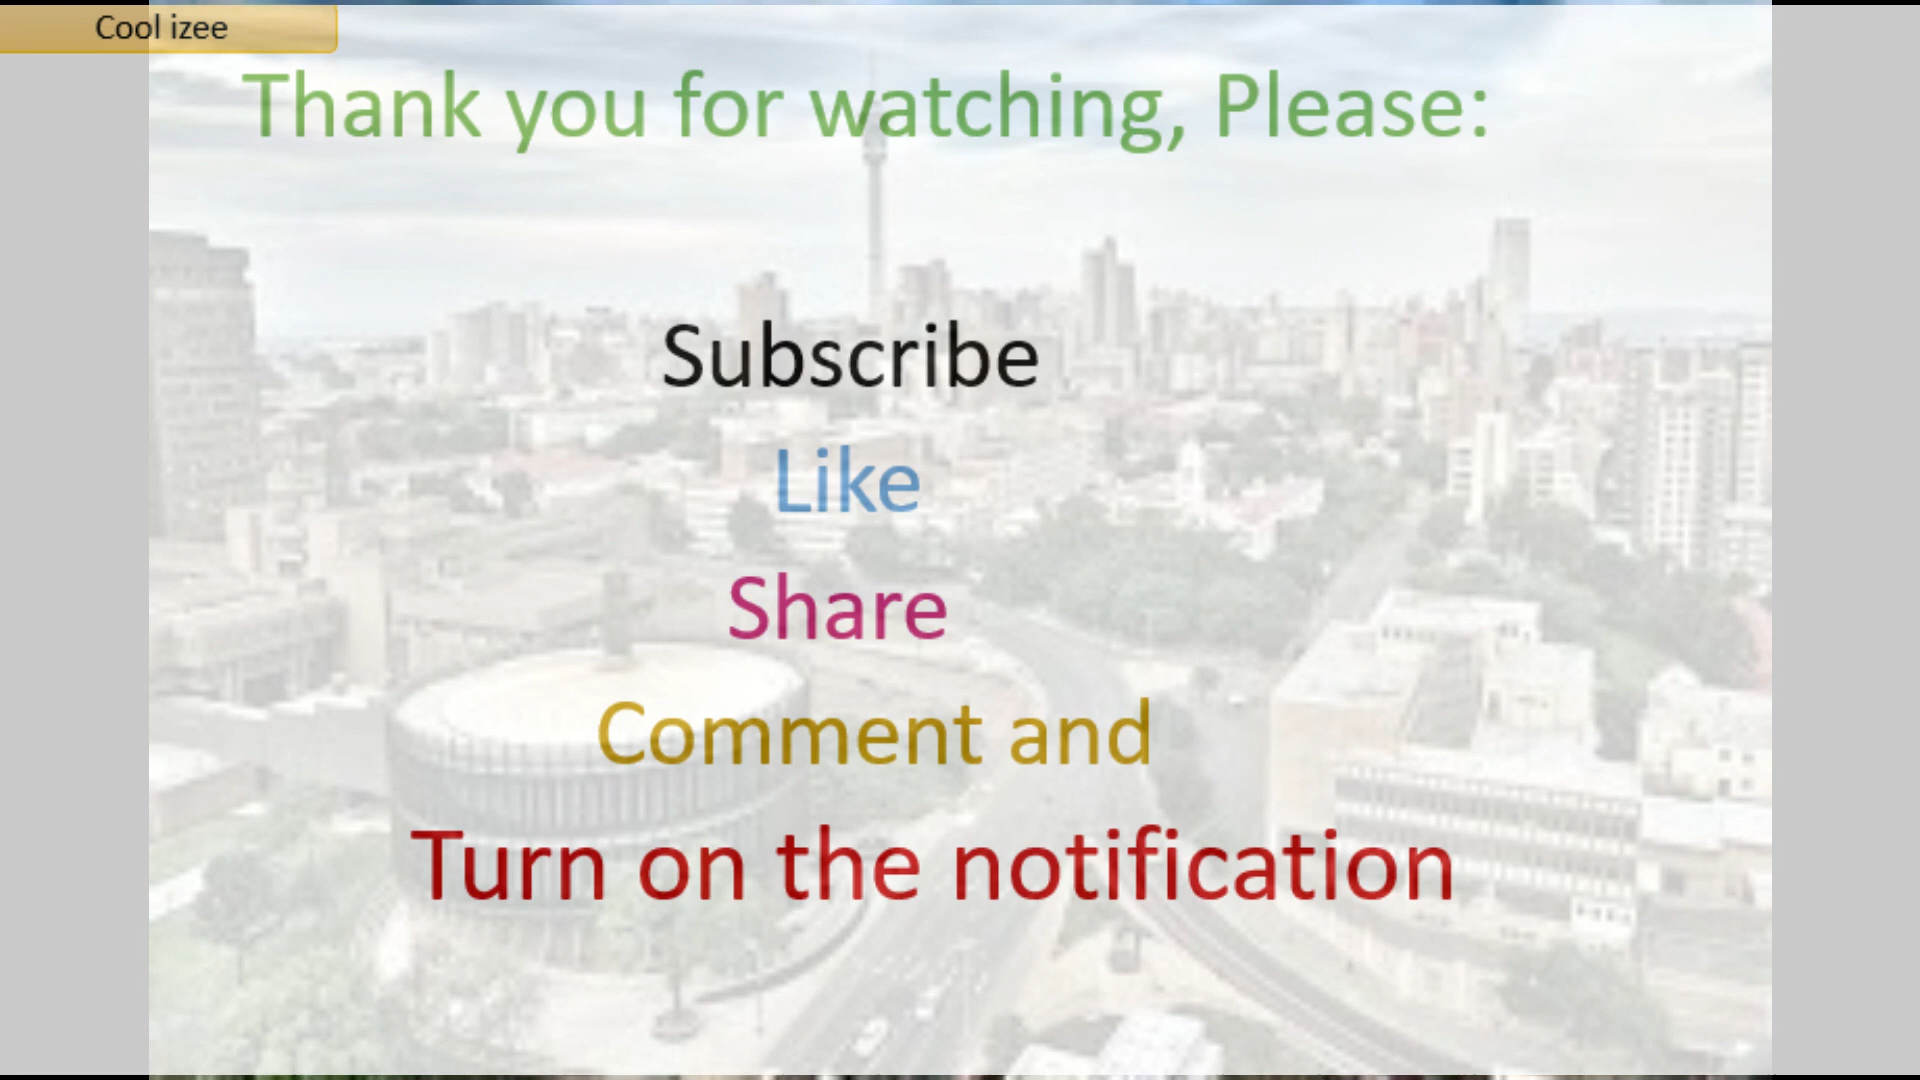 Cool izee
Thank you for watching, Please:
Subscribe
Like
Share
Comment and
Turn on the notification